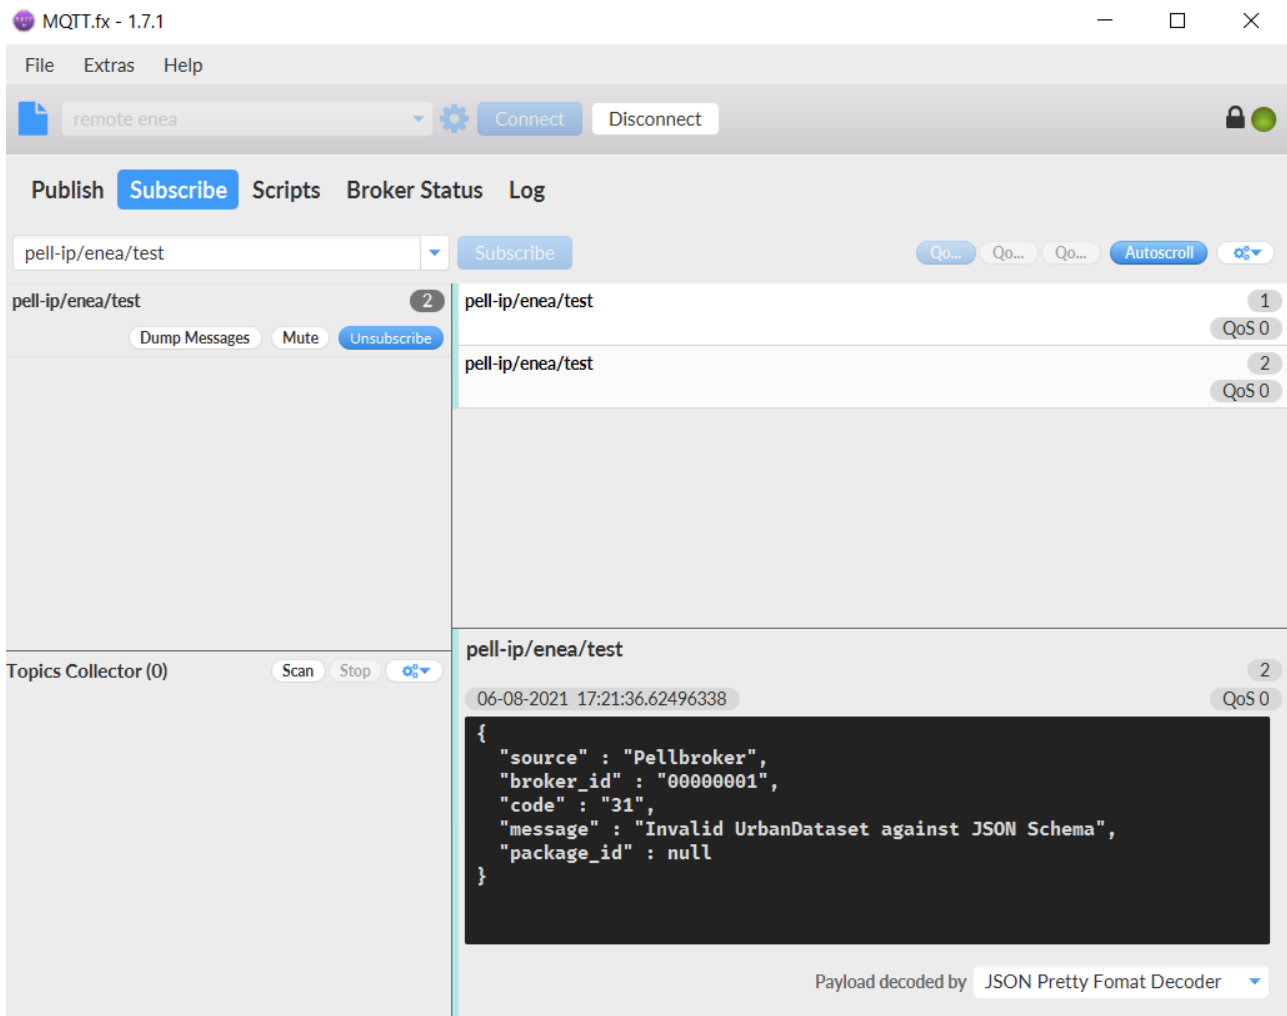 MQTT.fx - 1.7.1
File Extras Help
remote enea Connect Disconnect
Publish Subscribe Scripts Broker Status Log
pell-ip/enea/test Subscribe Qo... Qo... Qo... Autoscroll
pell-ip/enea/test 2
Dump Messages Mute Unsubscribe
pell-ip/enea/test 1
QoS 0
pell-ip/enea/test 2
QoS 0
Topics Collector (0) Scan Stop
pell-ip/enea/test
2
06-08-2021 17:21:36.62496338 QoS 0
{
"source" : "Pellbroker",
"broker_id" : "00000001",
"code" : "31",
"message" : "Invalid UrbanDataset against JSON Schema",
"package_id" : null
}
Payload decoded by JSON Pretty Fomat Decoder